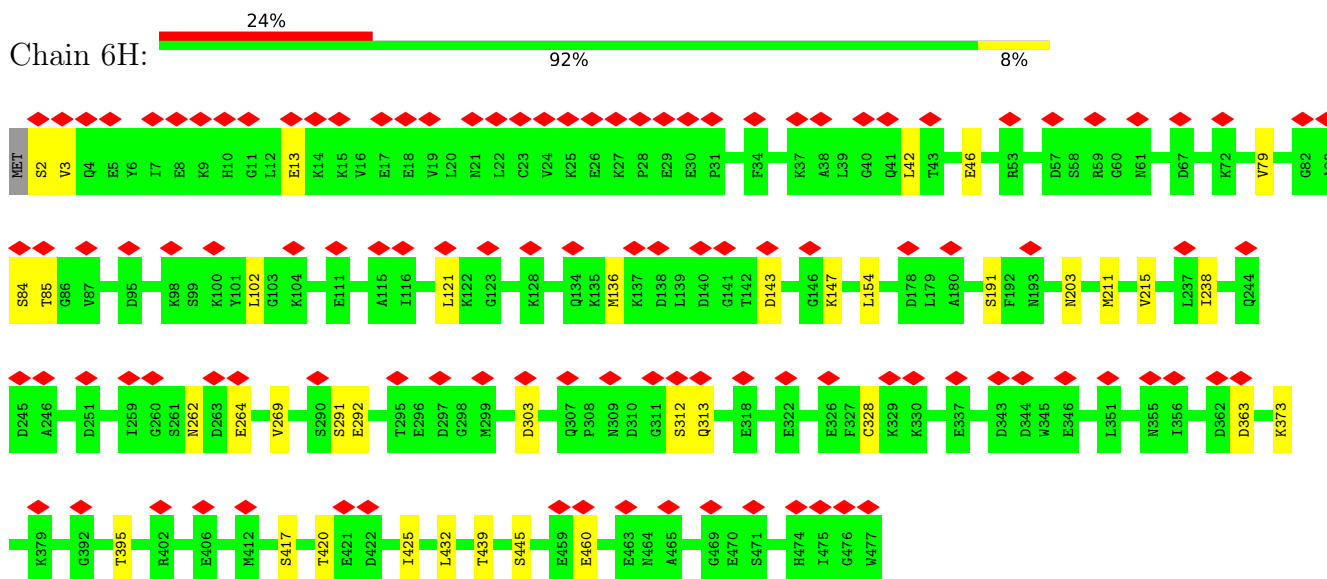 24%
Chain 6H:
92% 8%
MET S2 V3 Q4 E5 Y6 I7 E8 K9 H10 G11 L12 E13 K14 K15 V16 E17 E18 V19 L20 N21 L22 C23 V24 K25 E26 K27 P28 E29 E30 P31 F34 K37 A38 L39 G40 Q41 L42 T43 E46 R53 D57 S58 R59 G60 N61 D67 K72 V79 G82
S84 T85 G86 V87 D95 K98 S99 K100 Y101 L102 G103 K104 E111 A115 I116 L121 K122 G123 K128 Q134 K135 M136 K137 D138 L139 D140 G141 T142 D143 G146 K147 L154 D178 L179 A180 S191 F192 N193 N203 M211 V215 L237 I238 Q244
D245 A246 D251 I259 G260 S261 N262 D263 E264 V269 S290 S291 E292 T295 E296 D297 G298 M299 D303 Q307 P308 N309 D310 G311 S312 Q313 E318 E322 E326 F327 C328 K329 K330 E337 D343 D344 W345 E346 L351 N355 I356 D362 D363 K373
K379 G392 T395 R402 E406 M412 S417 T420 E421 D422 I425 L432 T439 S445 E459 E460 E463 N464 A465 G469 E470 S471 H474 I475 G476 W477